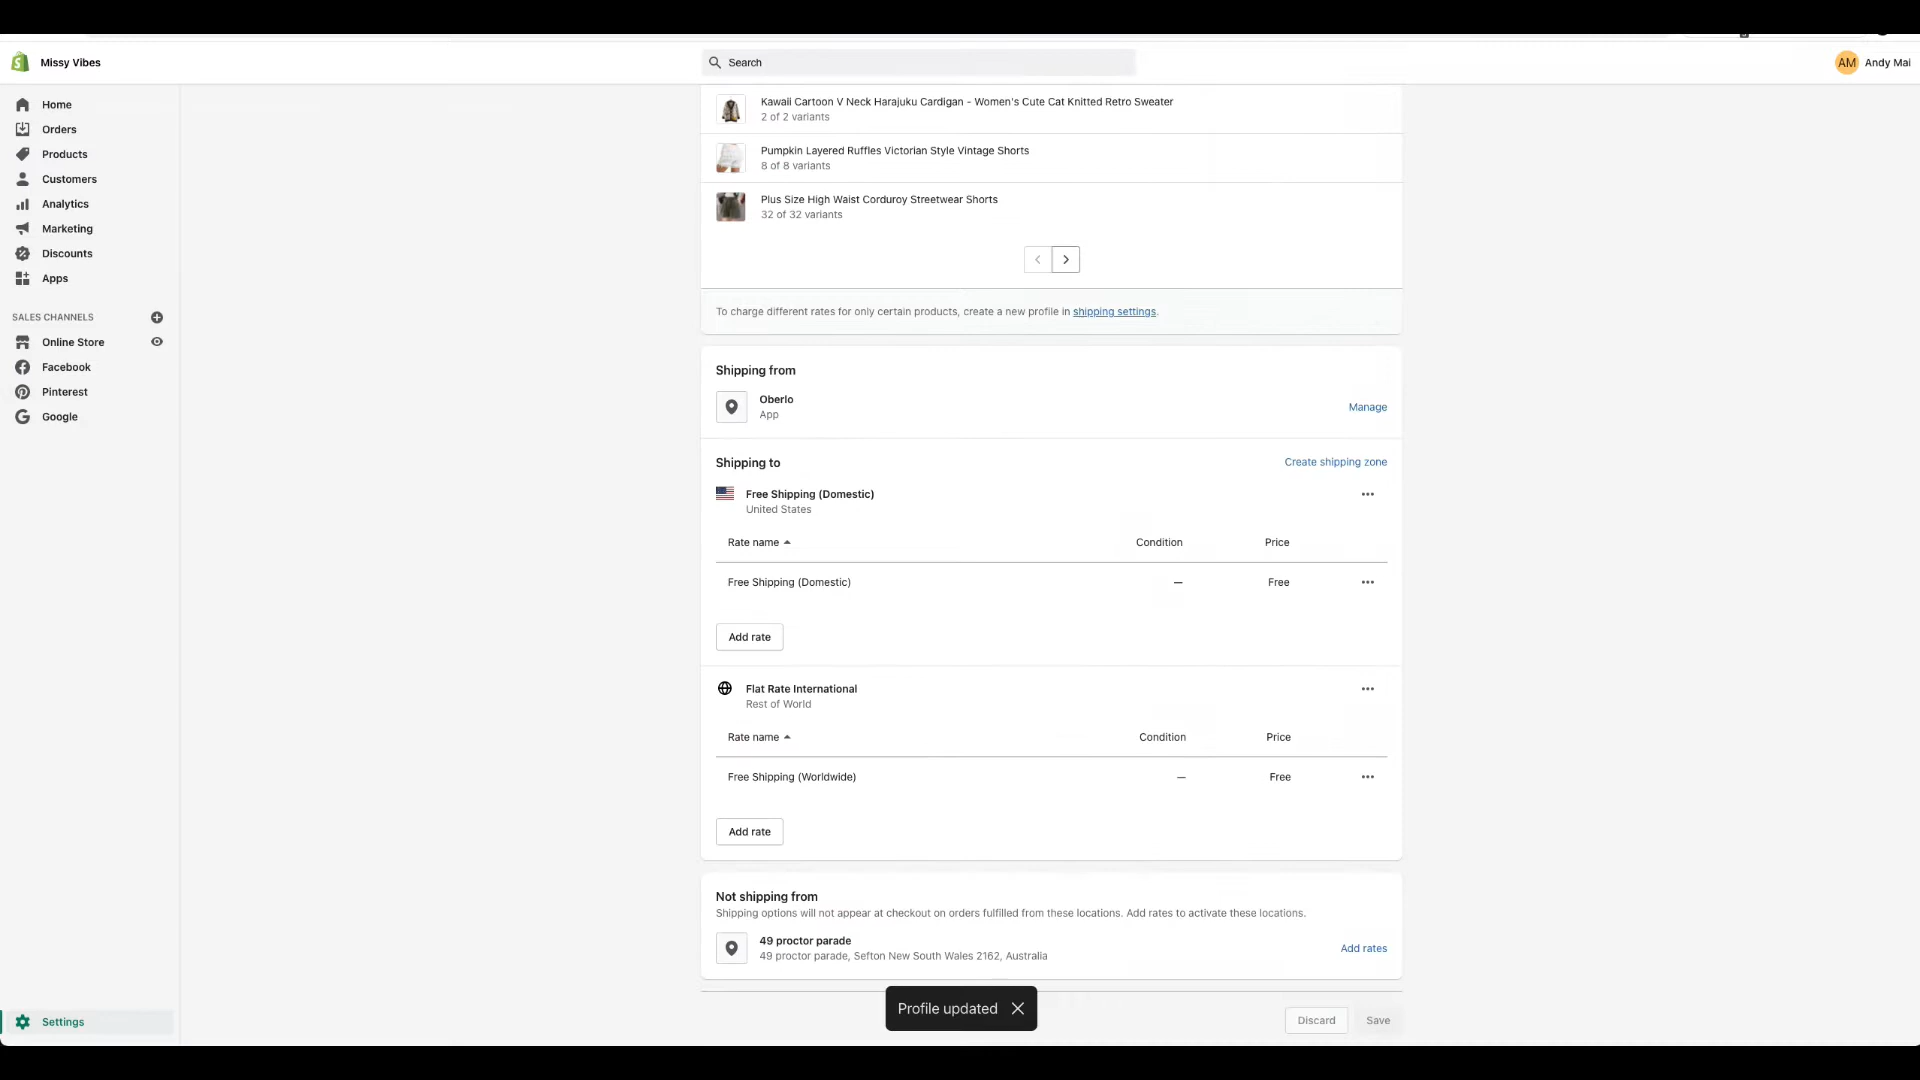 Missy Vibes
Search
AM Andy Mai
Home
Orders
Products
Customers
Analytics
Marketing
Discounts
Apps
SALES CHANNELS
Online Store
Facebook
Pinterest
Google
Settings
Kawaii Cartoon V Neck Harajuku Cardigan - Women's Cute Cat Knitted Retro Sweater
2 of 2 variants
Pumpkin Layered Ruffles Victorian Style Vintage Shorts
8 of 8 variants
Plus Size High Waist Corduroy Streetwear Shorts
32 of 32 variants
To charge different rates for only certain products, create a new profile in shipping settings.
Shipping from
Oberlo
App
Manage
Shipping to
Create shipping zone
Free Shipping (Domestic)
United States
Rate name Condition Price
Free Shipping (Domestic) — Free
Add rate
Flat Rate International
Rest of World
Rate name Condition Price
Free Shipping (Worldwide) — Free
Add rate
Not shipping from
Shipping options will not appear at checkout on orders fulfilled from these locations. Add rates to activate these locations.
49 proctor parade
49 proctor parade, Sefton New South Wales 2162, Australia
Add rates
Profile updated
Discard
Save